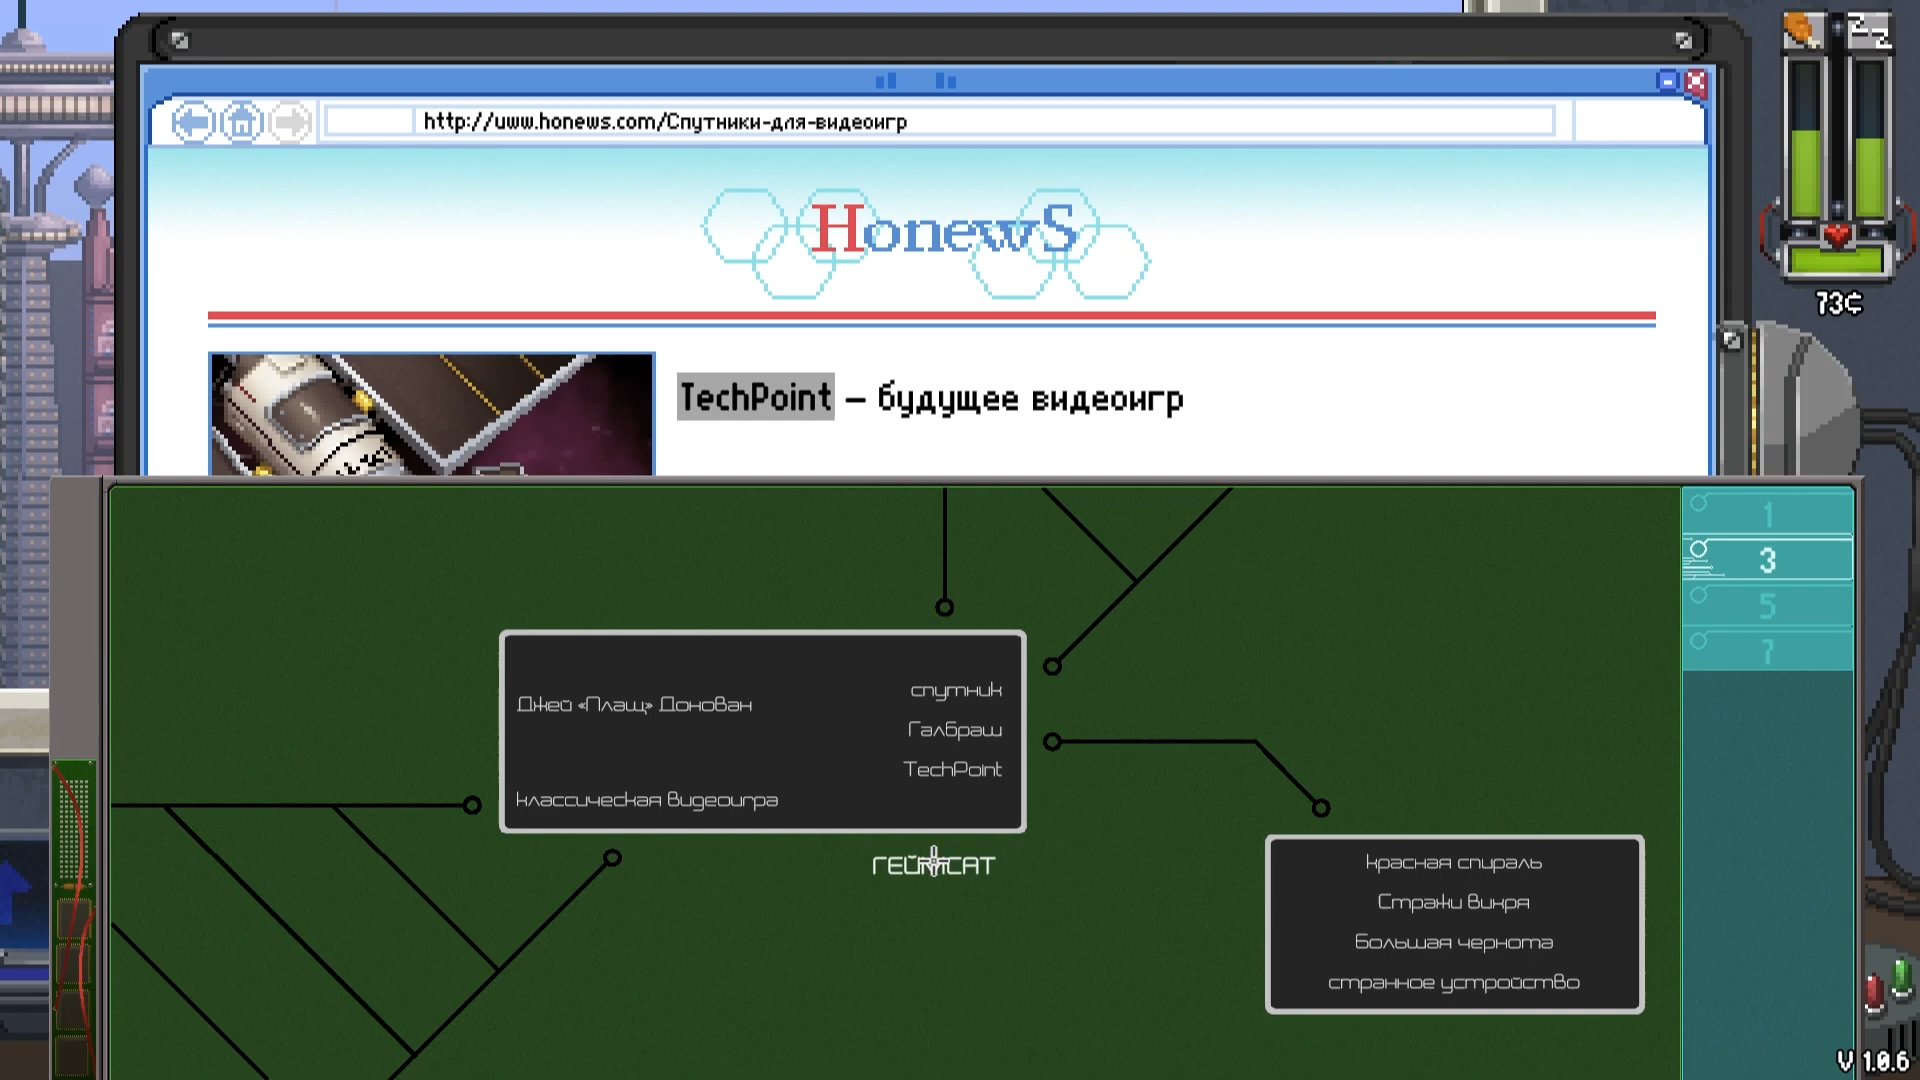 http://uww.honews.com/Спутники-для-видеоигр
HonewS
73¢
TechPoint – будущее видеоигр
1
3
5
7
спутник
Джей «Плащ» Донован
Галбраш
TechPoint
классическая видеоигра
ГЕЙМСАТ
красная спираль
Стражи Вихря
Большая чернота
странное устройство
V 1.0.6